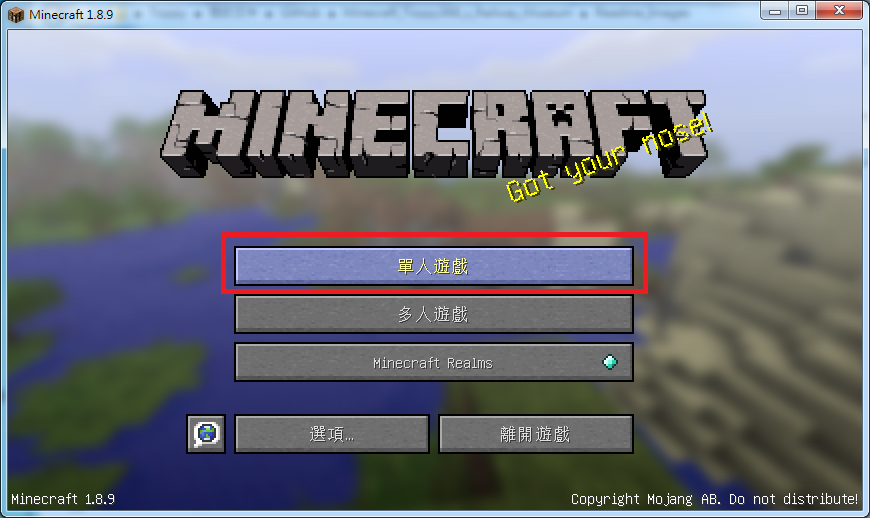 Minecraft 1.8.9
MINECRAFT
Got your nose!
單人遊戲
多人遊戲
Minecraft Realms
選項...
離開遊戲
Minecraft 1.8.9
Copyright Mojang AB. Do not distribute!